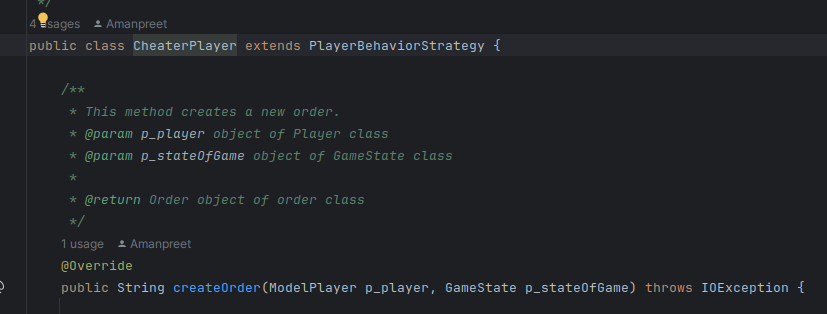 */
4 usages Amanpreet
public class CheaterPlayer extends PlayerBehaviorStrategy {
/**
* This method creates a new order.
* @param p_player object of Player class
* @param p_stateOfGame object of GameState class
*
* @return Order object of order class
*/
1 usage Amanpreet
@Override
public String createOrder(ModelPlayer p_player, GameState p_stateOfGame) throws IOException {